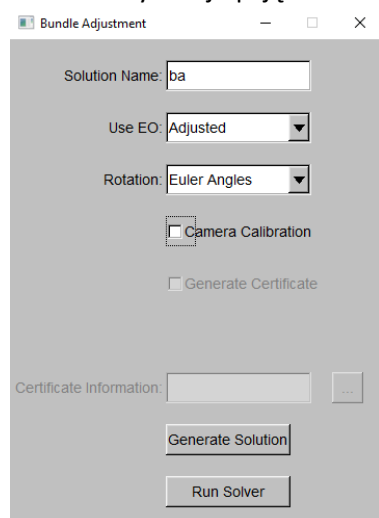 Bundle Adjustment
Solution Name: ba
Use EO: Adjusted
Rotation: Euler Angles
Camera Calibration
Generate Certificate
Certificate Information: ...
Generate Solution
Run Solver